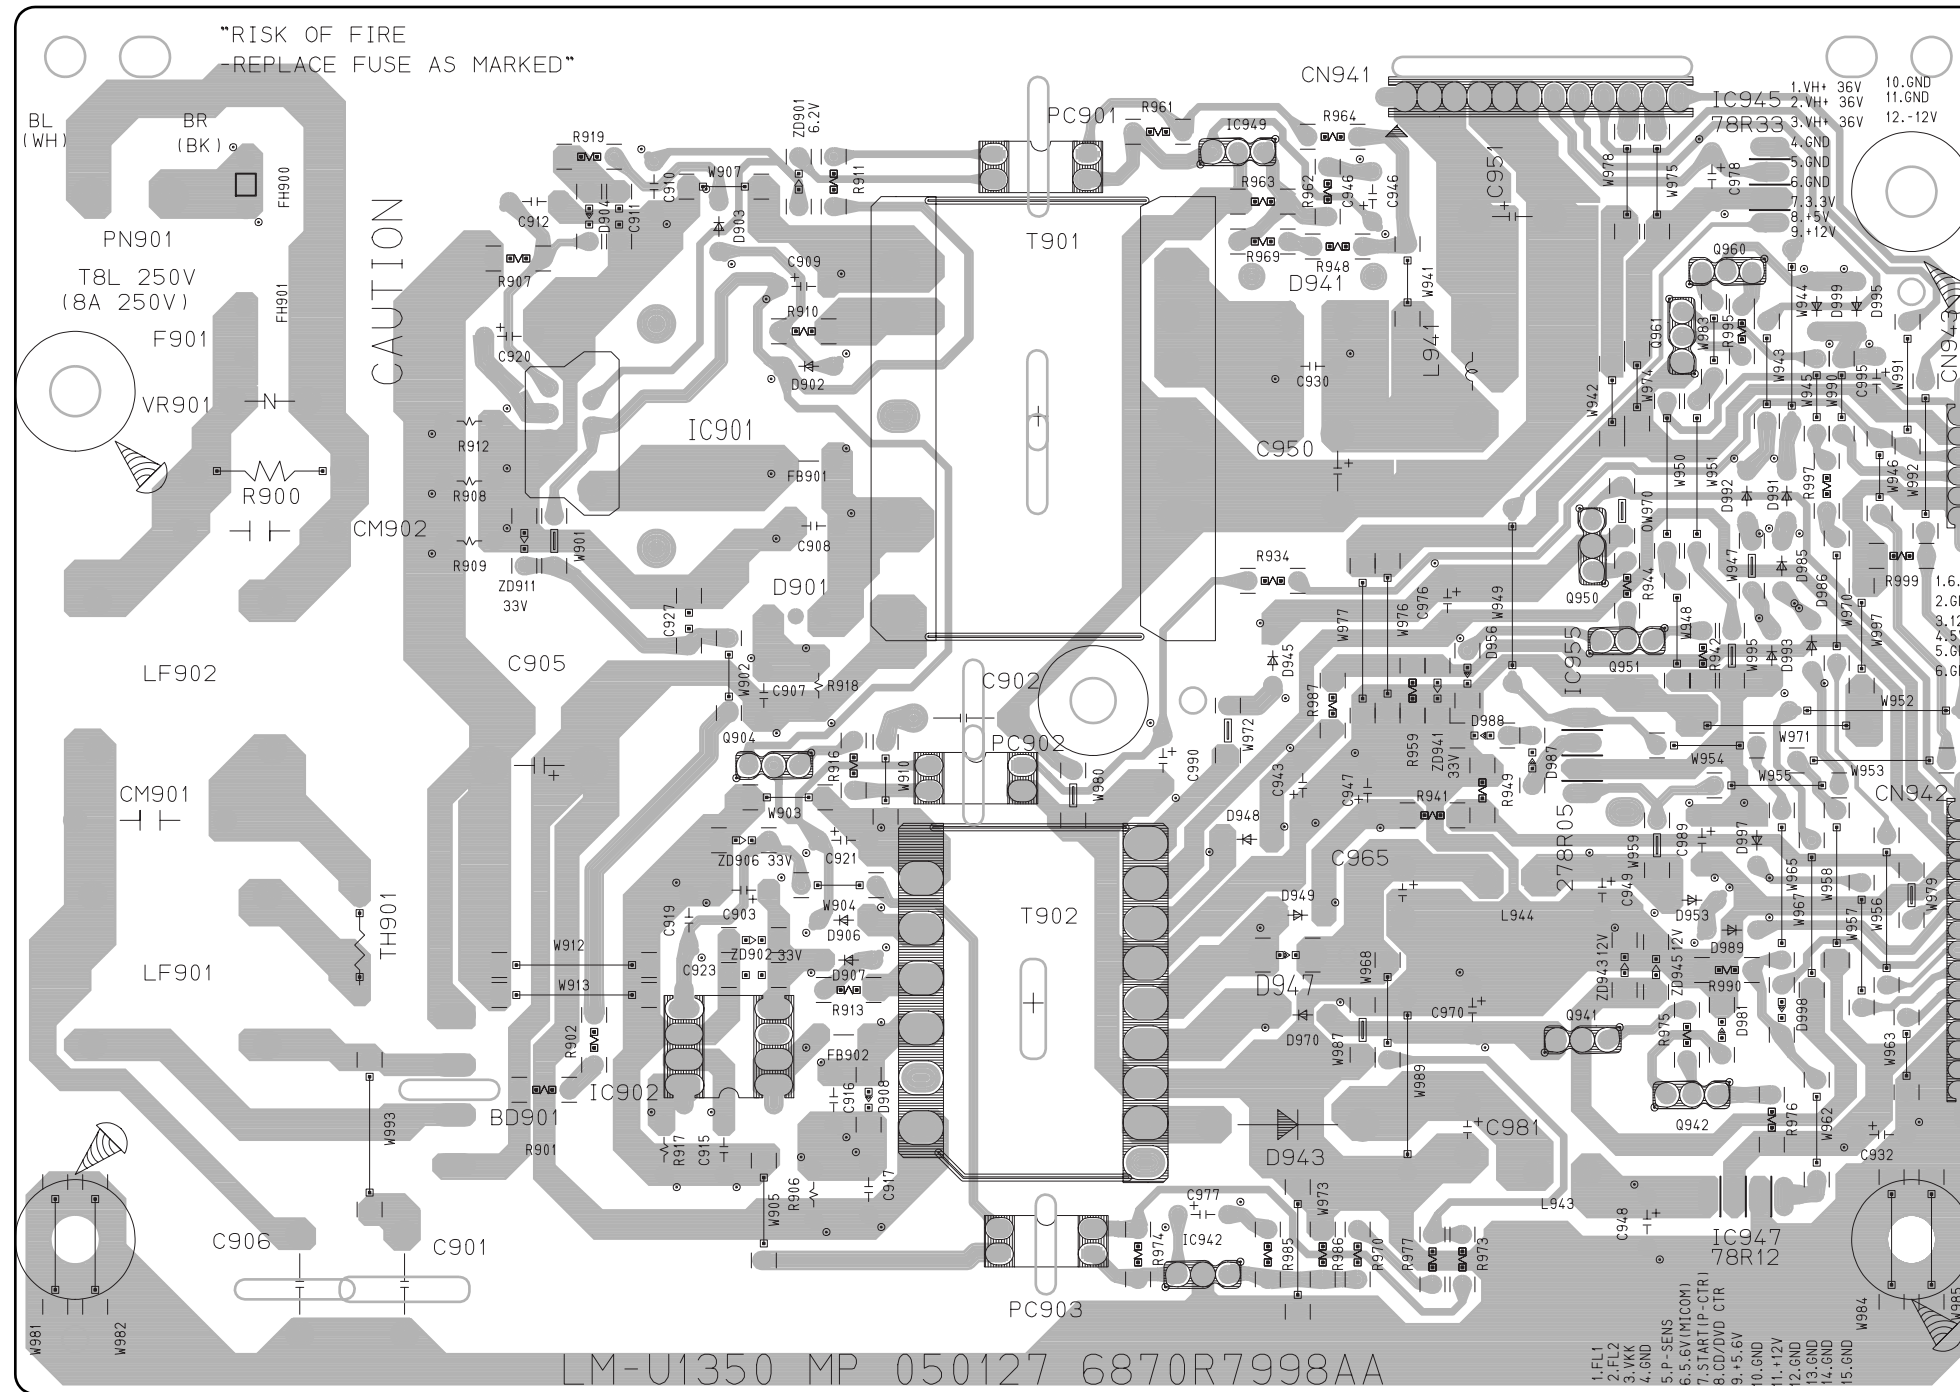 "RISK OF FIRE
-REPLACE FUSE AS MARKED"
BL
(WH)
BR
(BK)
FH900
PN901
T8L 250V
(8A 250V)
FH901
F901
CAUTION
VR901
R900
CM902
LF902
CM901
LF901
TH901
BD901
W993
C906
C901
W981
W982
R919
ZD901
6.2V
C910
W907
R911
C912
D904
C911
D903
R907
C909
R910
C920
D902
R912
IC901
R908
FB901
R909
W901
C908
ZD911
33V
D901
C927
C905
W902
C907
R918
Q904
R916
W910
W903
ZD906 33V
C921
C919
C903
W904
D906
W912
C923
ZD902 33V
D907
W913
R913
R902
FB902
IC902
C916
D908
R901
R917
C915
W905
R906
C917
PC901
T901
C902
PC902
W980
T902
PC903
R961
IC949
R964
R963
R962
C946
C946
R969
R948
D941
W941
L941
C930
C950
CN941
C951
IC945
78R33
1.VH+ 36V
2.VH+ 36V
3.VH+ 36V
4.GND
5.GND
6.GND
7.3.3V
8.+5V
9.+12V
10.GND
11.GND
12.-12V
W978
W975
C978
Q960
W944
D999
D995
Q961
W983
R995
W943
CN943
W942
W974
W945
W990
C995
W991
W950
W951
D992
D991
R997
W946
W992
OW970
W947
D985
Q950
R944
D986
R999
W970
W948
W997
R942
W995
D993
Q951
IC955
R934
W977
W976
C976
W949
D956
D945
R987
W972
C990
C943
C947
R959
ZD941
33V
D988
D987
R949
R941
W952
W971
W954
W955
W953
CN942
D948
C965
278R05
W959
C989
D997
W965
W958
C949
D949
L944
D953
W967
W957
W956
W979
D989
D947
W968
ZD943 12V
ZD945 12V
R990
D970
W987
C970
Q941
R975
D981
D998
W963
W989
Q942
R976
W962
C981
D943
C932
C977
W973
L943
C948
IC947
78R12
R974
IC942
R985
R986
R970
R977
R973
W984
W985
1.FL1
2.FL2
3.VKK
4.GND
5.P-SENS
6.5.6V(MICOM)
7.START(P-CTR)
8.CD/DVD CTR
9.+5.6V
10.GND
11.+12V
12.GND
13.GND
14.GND
15.GND
LM-U1350 MP 050127 6870R7998AA